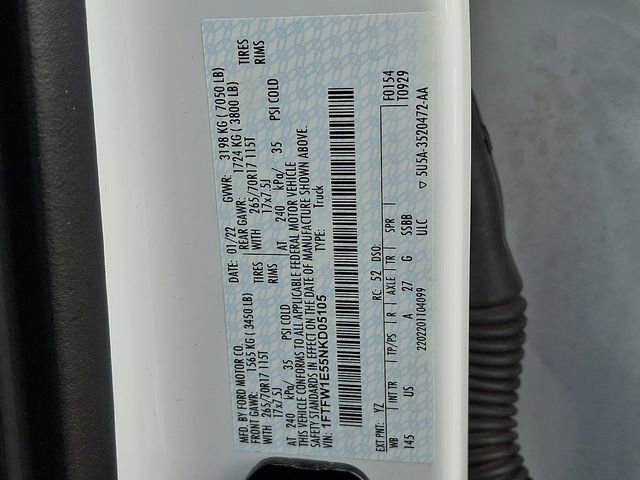 MFD. BY FORD MOTOR CO.
DATE: 01/22 GVWR: 3198 KG ( 7050 LB)
FRONT GAWR: 1565 KG ( 3450 LB) REAR GAWR: 1724 KG ( 3800 LB)
WITH 265/70R17 115T TIRES WITH 265/70R17 115T TIRES
17x7.5J RIMS 17x7.5J RIMS
AT 240 kPa/ 35 PSI COLD AT 240 kPa/ 35 PSI COLD
THIS VEHICLE CONFORMS TO ALL APPLICABLE FEDERAL MOTOR VEHICLE
SAFETY STANDARDS IN EFFECT ON THE DATE OF MANUFACTURE SHOWN ABOVE.
VIN: 1FTFW1E55NKD05105 TYPE: Truck
F0154
EXT PNT: YZ RC: 52 DSO: T0929
WB INT TR TP/PS R AXLE TR SPR
145 US A 27 G S5BB
2202201104099 ULC ▽ 5U5A-3520472-AA